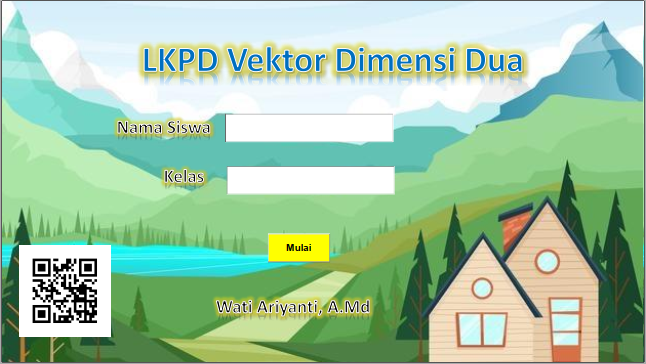 LKPD Vektor Dimensi Dua
Nama Siswa
Kelas
Mulai
Wati Ariyanti, A.Md